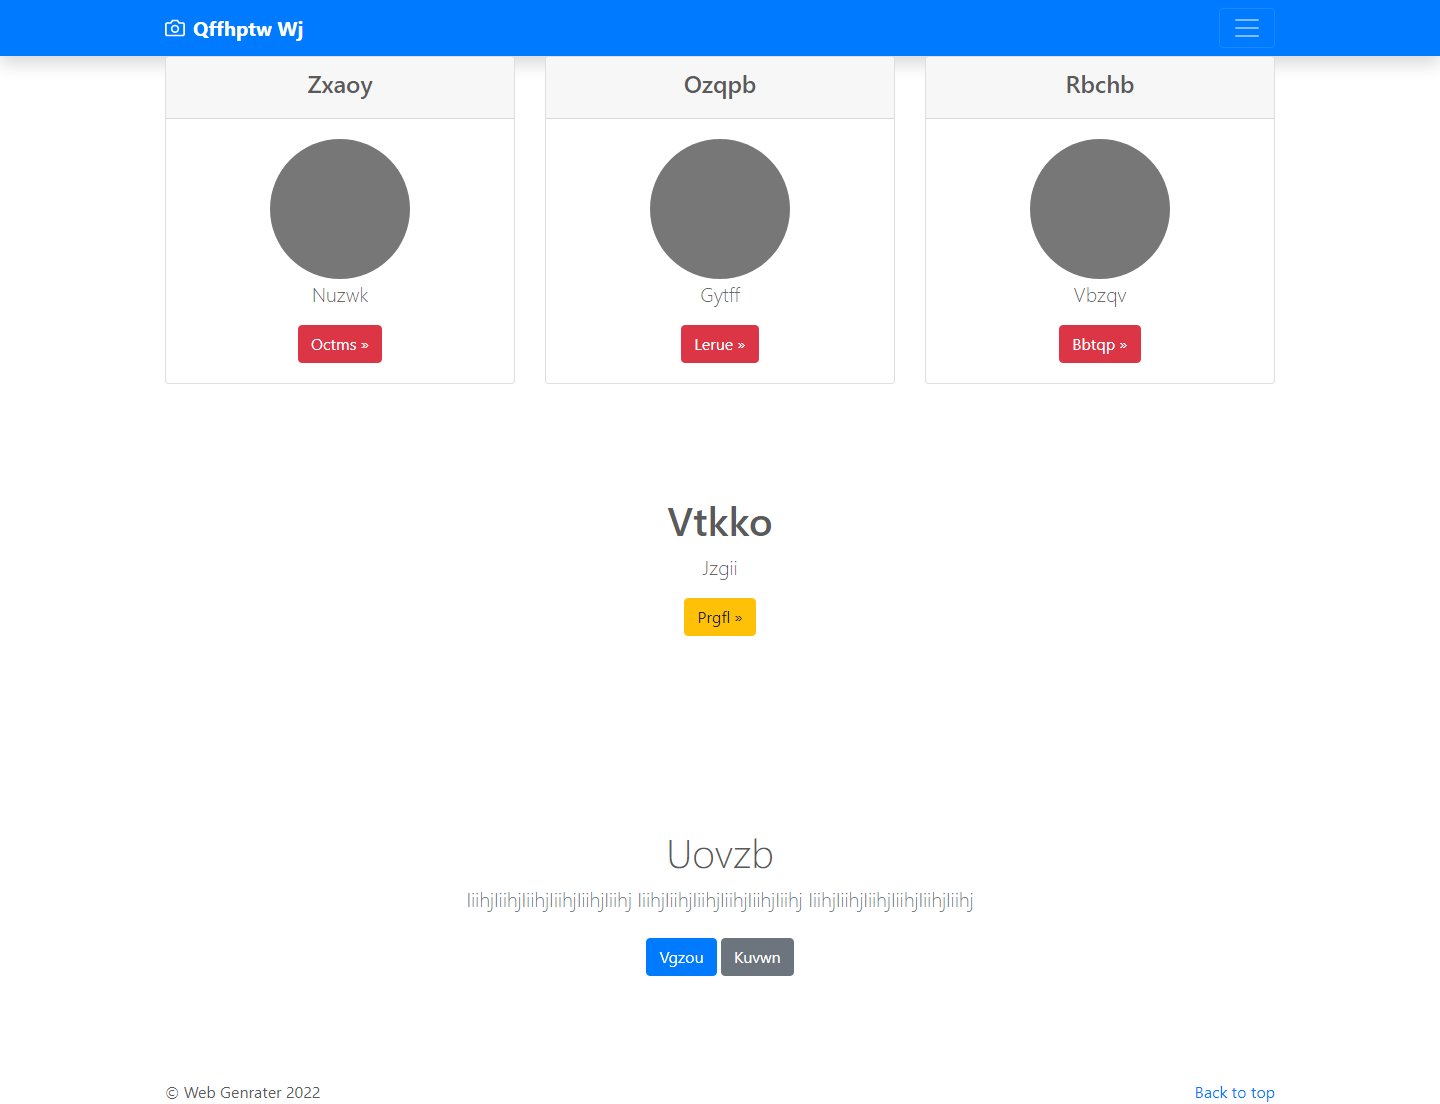 Qffhptw Wj
Zxaoy
Ozqpb
Rbchb
Nuzwk
Gytff
Vbzqv
Octms »
Lerue »
Bbtqp »
Vtkko
Jzgii
Prgfl »
Uovzb
liihjliihjliihjliihjliihjliihj liihjliihjliihjliihjliihjliihj liihjliihjliihjliihjliihjliihj
Vgzou Kuvwn
© Web Genrater 2022
Back to top